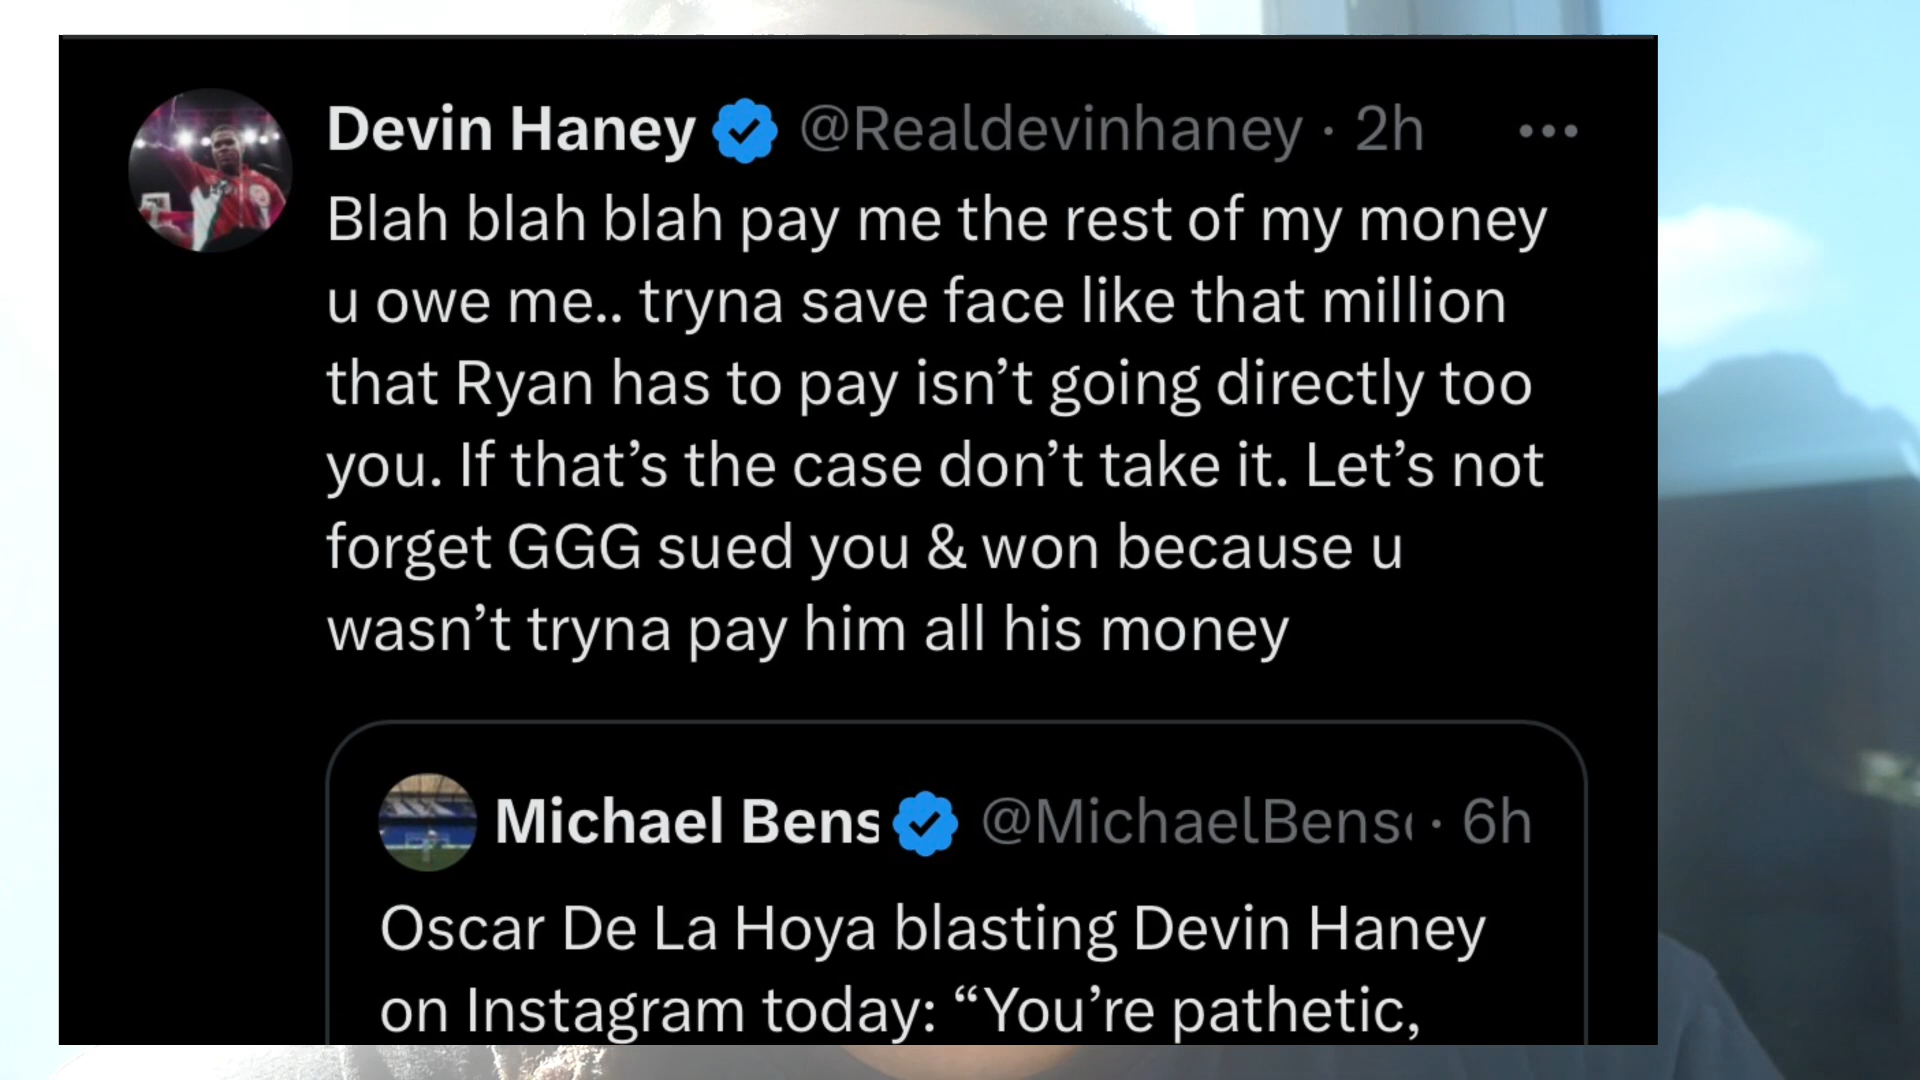 Devin Haney @Realdevinhaney · 2h
Blah blah blah pay me the rest of my money
u owe me.. tryna save face like that million
that Ryan has to pay isn’t going directly too
you. If that’s the case don’t take it. Let’s not
forget GGG sued you & won because u
wasn’t tryna pay him all his money
Michael Bens @MichaelBens · 6h
Oscar De La Hoya blasting Devin Haney
on Instagram today: “You’re pathetic,